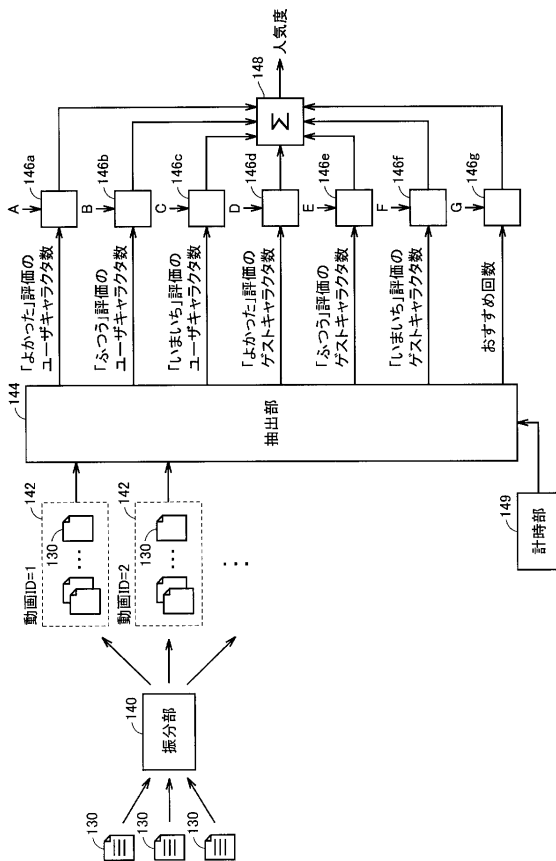 130
130
130
140
振分部
動画ID=1
142
130
…
動画ID=2
142
130
…
…
144
抽出部
149
計時部
「よかった」評価の
ユーザキャラクタ数
「ふつう」評価の
ユーザキャラクタ数
「いまいち」評価の
ユーザキャラクタ数
「よかった」評価の
ゲストキャラクタ数
「ふつう」評価の
ゲストキャラクタ数
「いまいち」評価の
ゲストキャラクタ数
おすすめ回数
A
146a
B
146b
C
146c
D
146d
E
146e
F
146f
G
146g
148
Σ
人気度